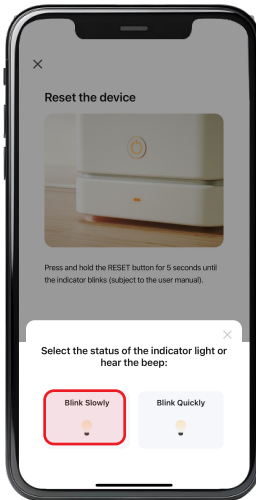 Reset the device
Press and hold the RESET button for 5 seconds until
the indicator blinks (subject to the user manual).
Select the status of the indicator light or
hear the beep:
Blink Slowly
Blink Quickly